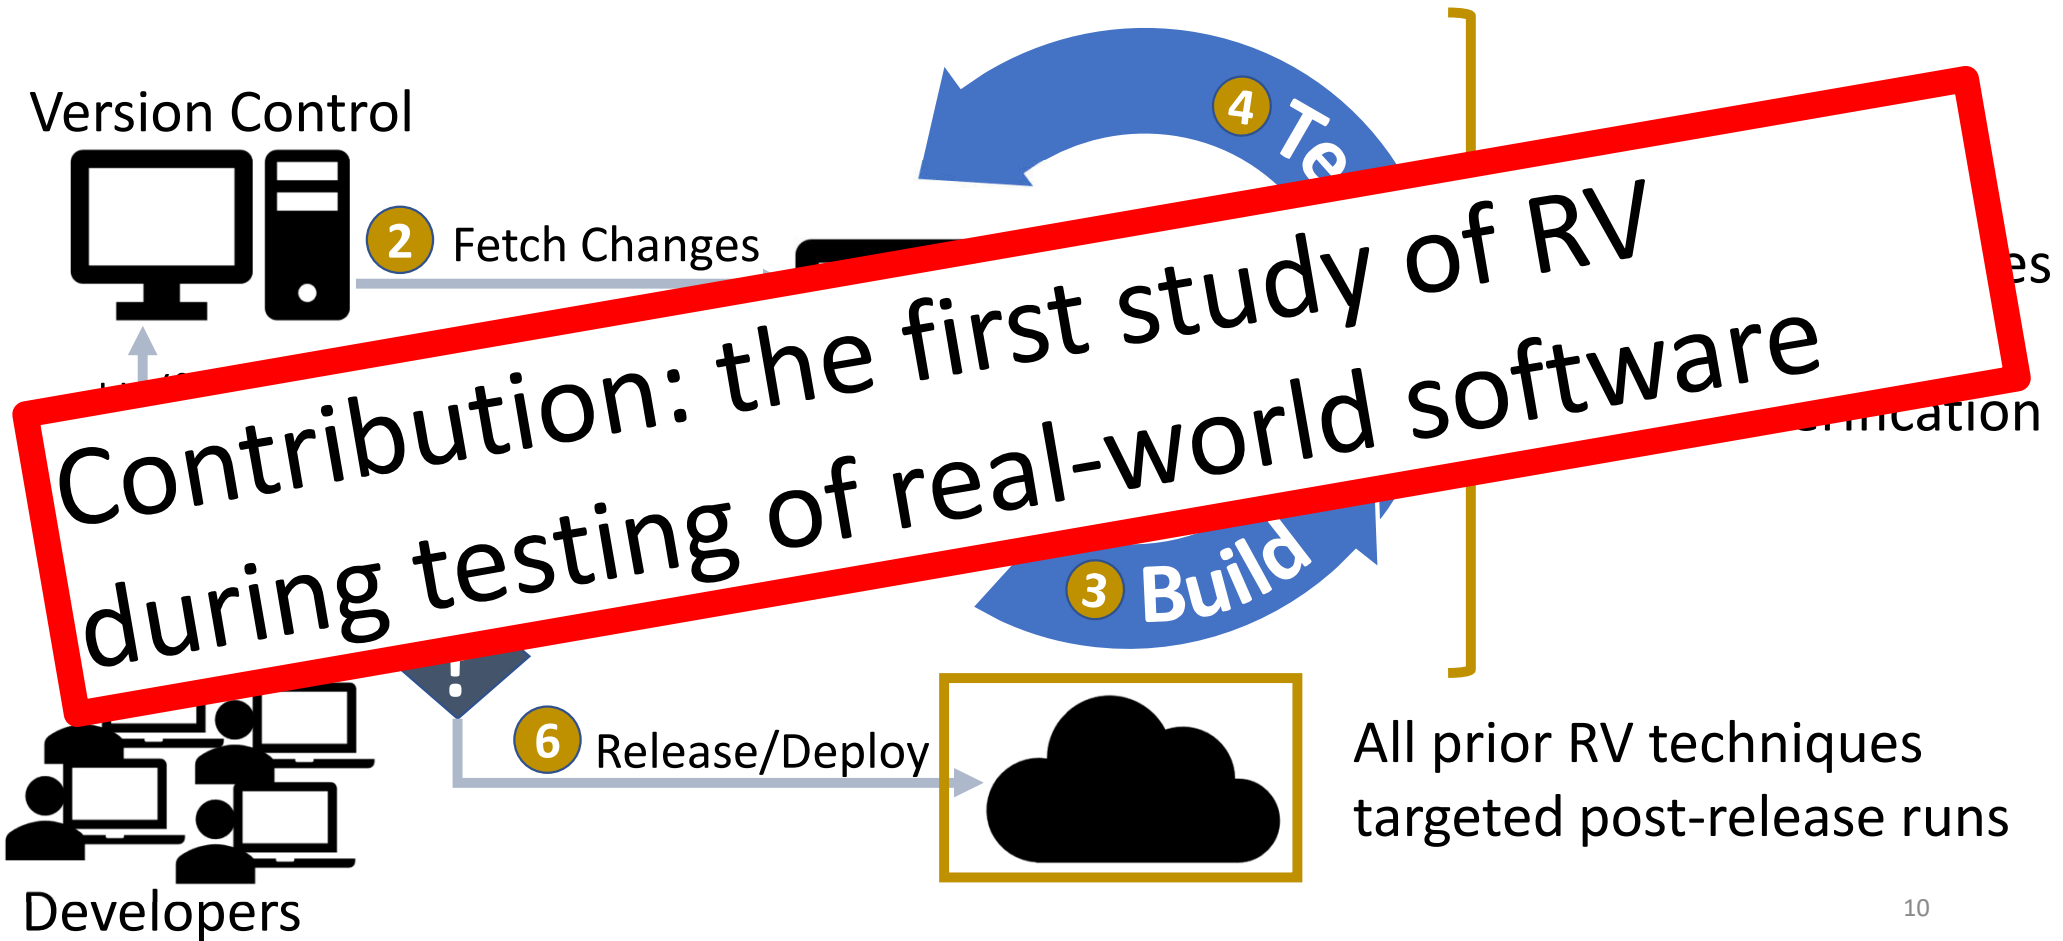 Version Control
2 Fetch Changes
4
Contribution: the first study of RV
during testing of real-world software
3 Build
!
6 Release/Deploy
All prior RV techniques
targeted post-release runs
Developers
10